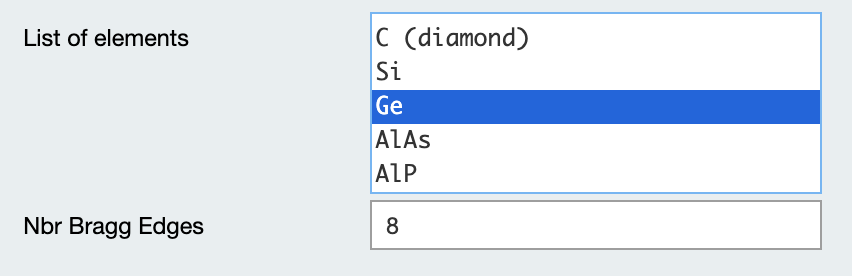 List of elements
C (diamond)
Si
Ge
AlAs
AlP
Nbr Bragg Edges
8